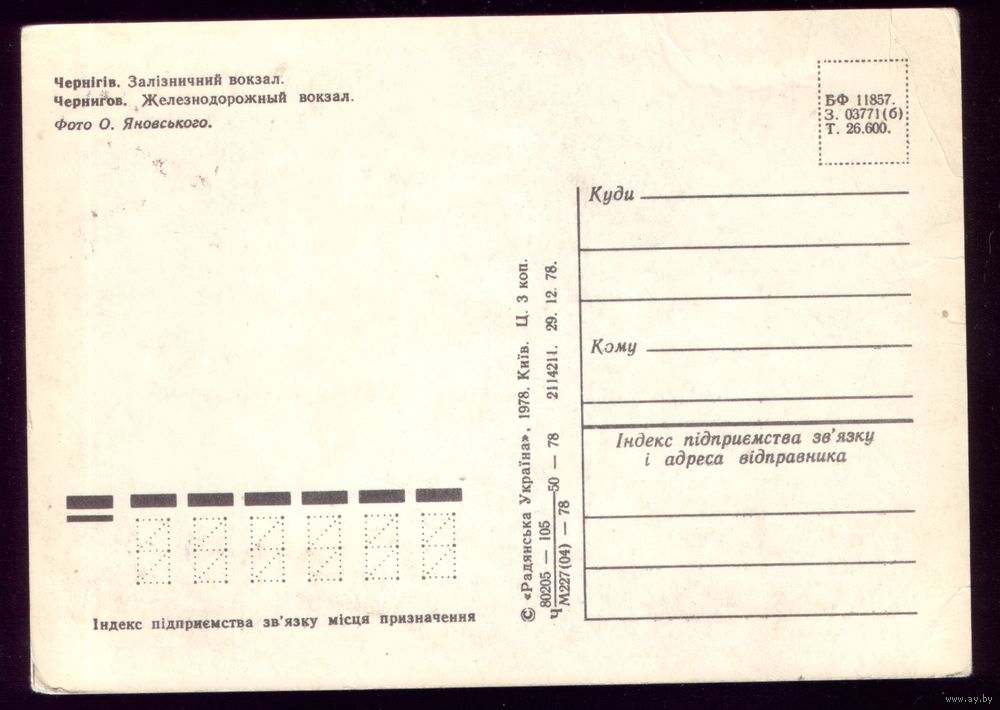 Чернігів. Залізничний вокзал.
Чернигов. Железнодорожный вокзал.
Фото О. Яновського.
БФ 11857.
З. 03771(б)
Т. 26.600.
Куди
Кому
Індекс підприємства зв'язку
і адреса відправника
© «Радянська Україна», 1978. Київ. Ц. 3 коп.
Ч 80205 — 105 50 — 78 2114211. 29. 12. 78.
М227(04) — 78
Індекс підприємства зв'язку місця призначення
www.ay.by